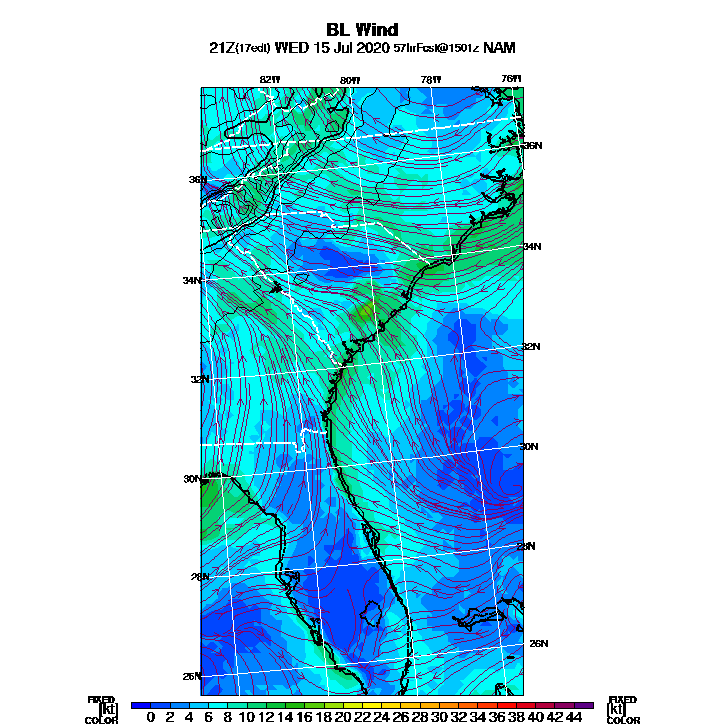 BL Wind
21Z(17edt) WED 15 Jul 2020 57hrFcst@1501z NAM
82W 80W 78W 76W
36N 36N
34N 34N
32N 32N
30N 30N
28N 28N
26N 26N
FIXED FIXED
[kt] 0 2 4 6 8 10 12 14 16 18 20 22 24 26 28 30 32 34 36 38 40 42 44 [kt]
COLOR COLOR